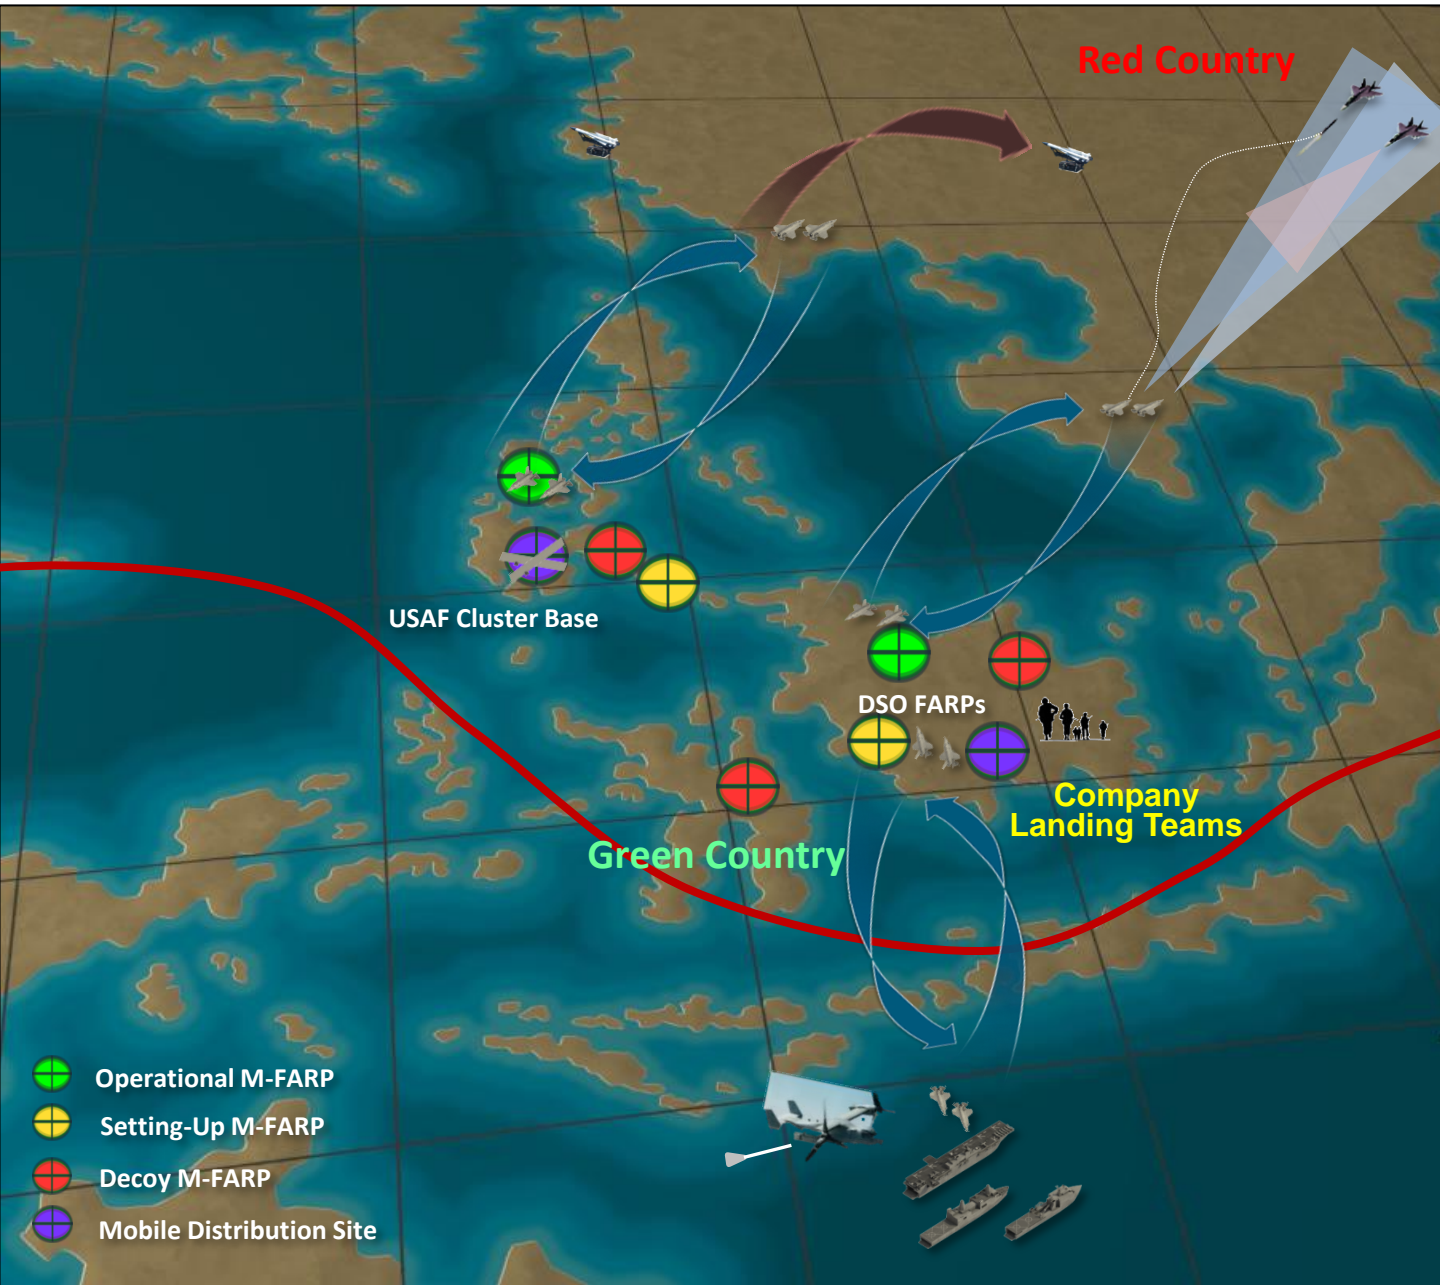 Red Country
USAF Cluster Base
DSO FARPs
Company
Landing Teams
Green Country
Operational M-FARP
Setting-Up M-FARP
Decoy M-FARP
Mobile Distribution Site